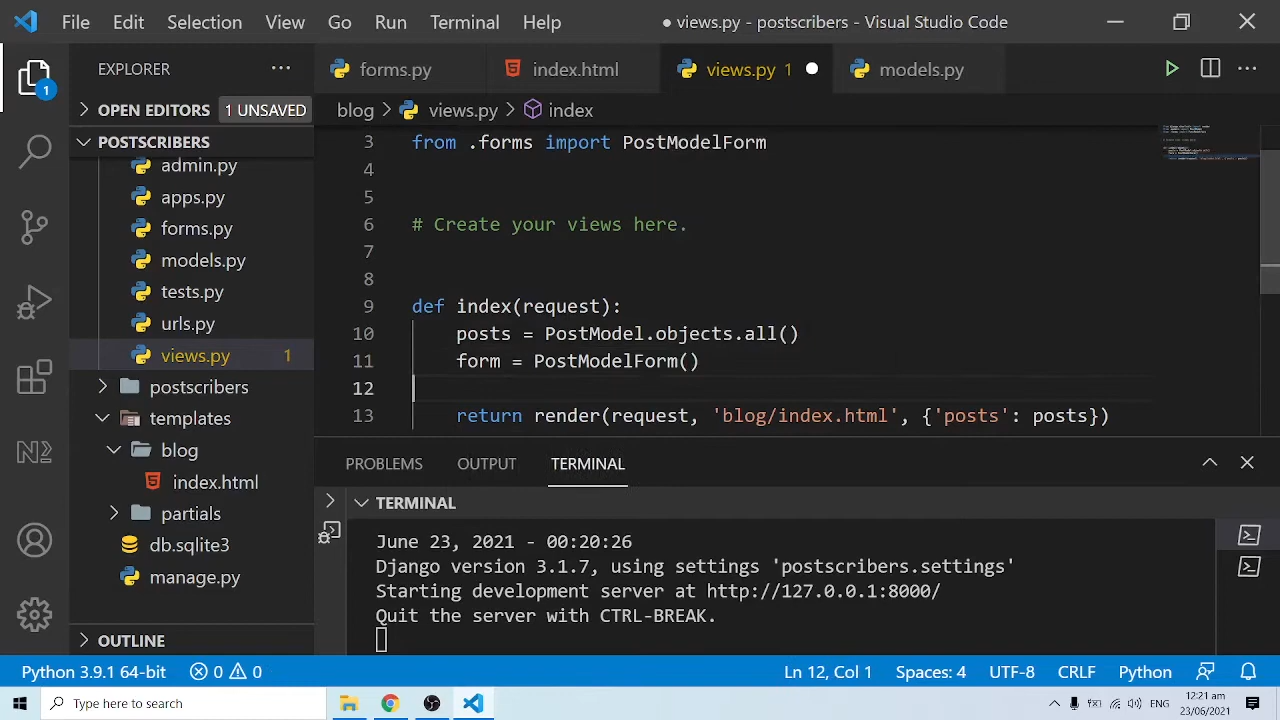 File Edit Selection View Go Run Terminal Help
● views.py - postscribers - Visual Studio Code
EXPLORER
1
OPEN EDITORS 1 UNSAVED
POSTSCRIBERS
admin.py
apps.py
forms.py
models.py
tests.py
urls.py
views.py 1
postscribers
templates
blog
index.html
partials
db.sqlite3
manage.py
OUTLINE
forms.py index.html views.py 1 models.py
blog > views.py > index
3 from .forms import PostModelForm
4
5
6 # Create your views here.
7
8
9 def index(request):
10 posts = PostModel.objects.all()
11 form = PostModelForm()
12
13 return render(request, 'blog/index.html', {'posts': posts})
PROBLEMS OUTPUT TERMINAL
TERMINAL
June 23, 2021 - 00:20:26
Django version 3.1.7, using settings 'postscribers.settings'
Starting development server at http://127.0.0.1:8000/
Quit the server with CTRL-BREAK.
Python 3.9.1 64-bit 0 0 Ln 12, Col 1 Spaces: 4 UTF-8 CRLF Python
Type here to search
ENG
12:21 am
23/06/2021